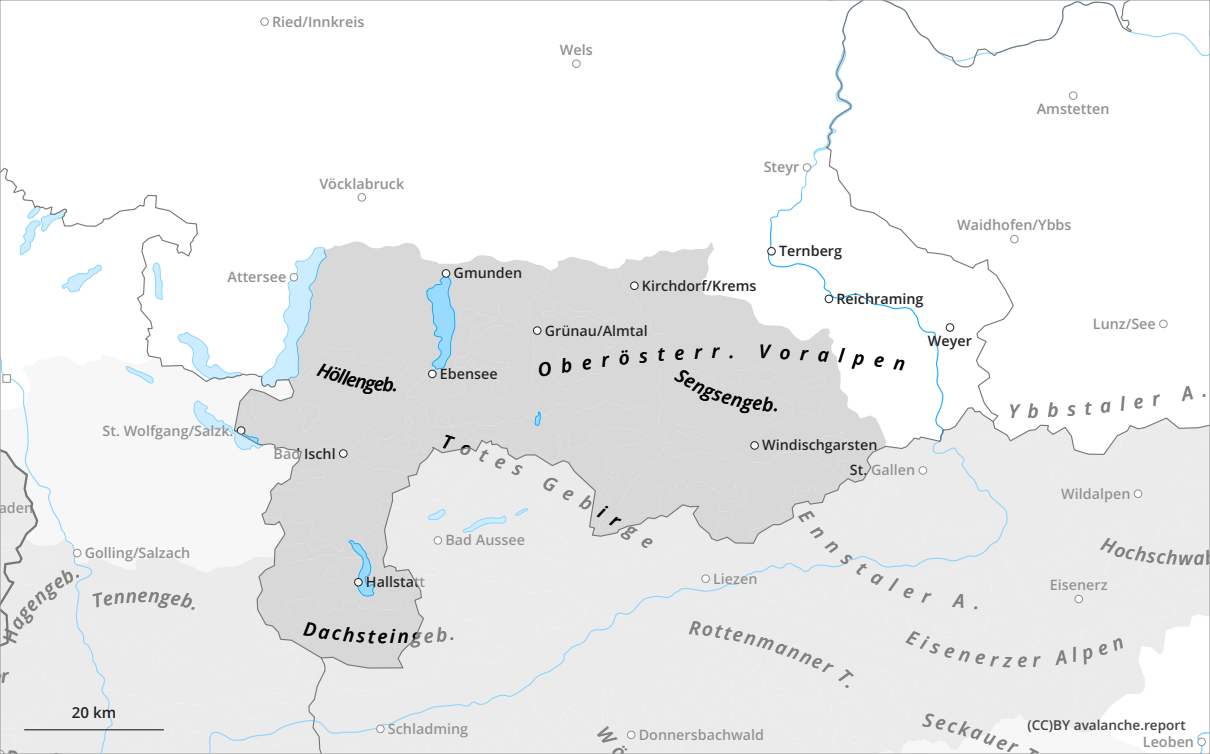 Ried/Innkreis
Wels
Amstetten
Steyr
Vöcklabruck
Waidhofen/Ybbs
Ternberg
Attersee
Gmunden
Kirchdorf/Krems
Reichraming
Lunz/See
Grünau/Almtal
Weyer
Oberösterr. Voralpen
Höllengeb.
Ebensee
Sengsengeb.
Ybbstaler A.
St. Wolfgang/Salzk.
Bad Ischl
Totes Gebirge
Windischgarsten
St. Gallen
Wildalpen
aden
Bad Aussee
Ennstaler A.
Golling/Salzach
Hochschwab
Hagengeb.
Tennengeb.
Hallstatt
Liezen
Eisenerz
Dachsteingeb.
Rottenmanner T.
Eisenerzer Alpen
20 km
Schladming
Donnersbachwald
Seckauer T
(CC)BY avalanche.report
Leoben